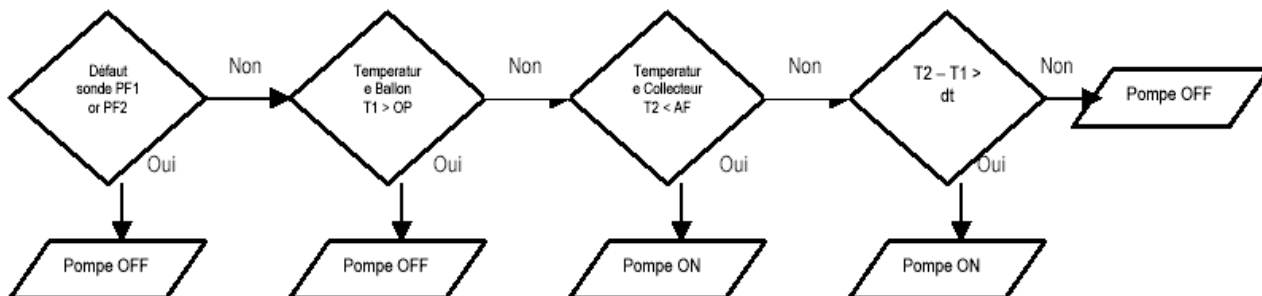 Défaut
sonde PF1
or PF2
Non
Oui
Pompe OFF
Temperatur
e Ballon
T1 > OP
Non
Oui
Pompe OFF
Temperatur
e Collecteur
T2 < AF
Non
Oui
Pompe ON
T2 – T1 >
dt
Non
Oui
Pompe ON
Pompe OFF